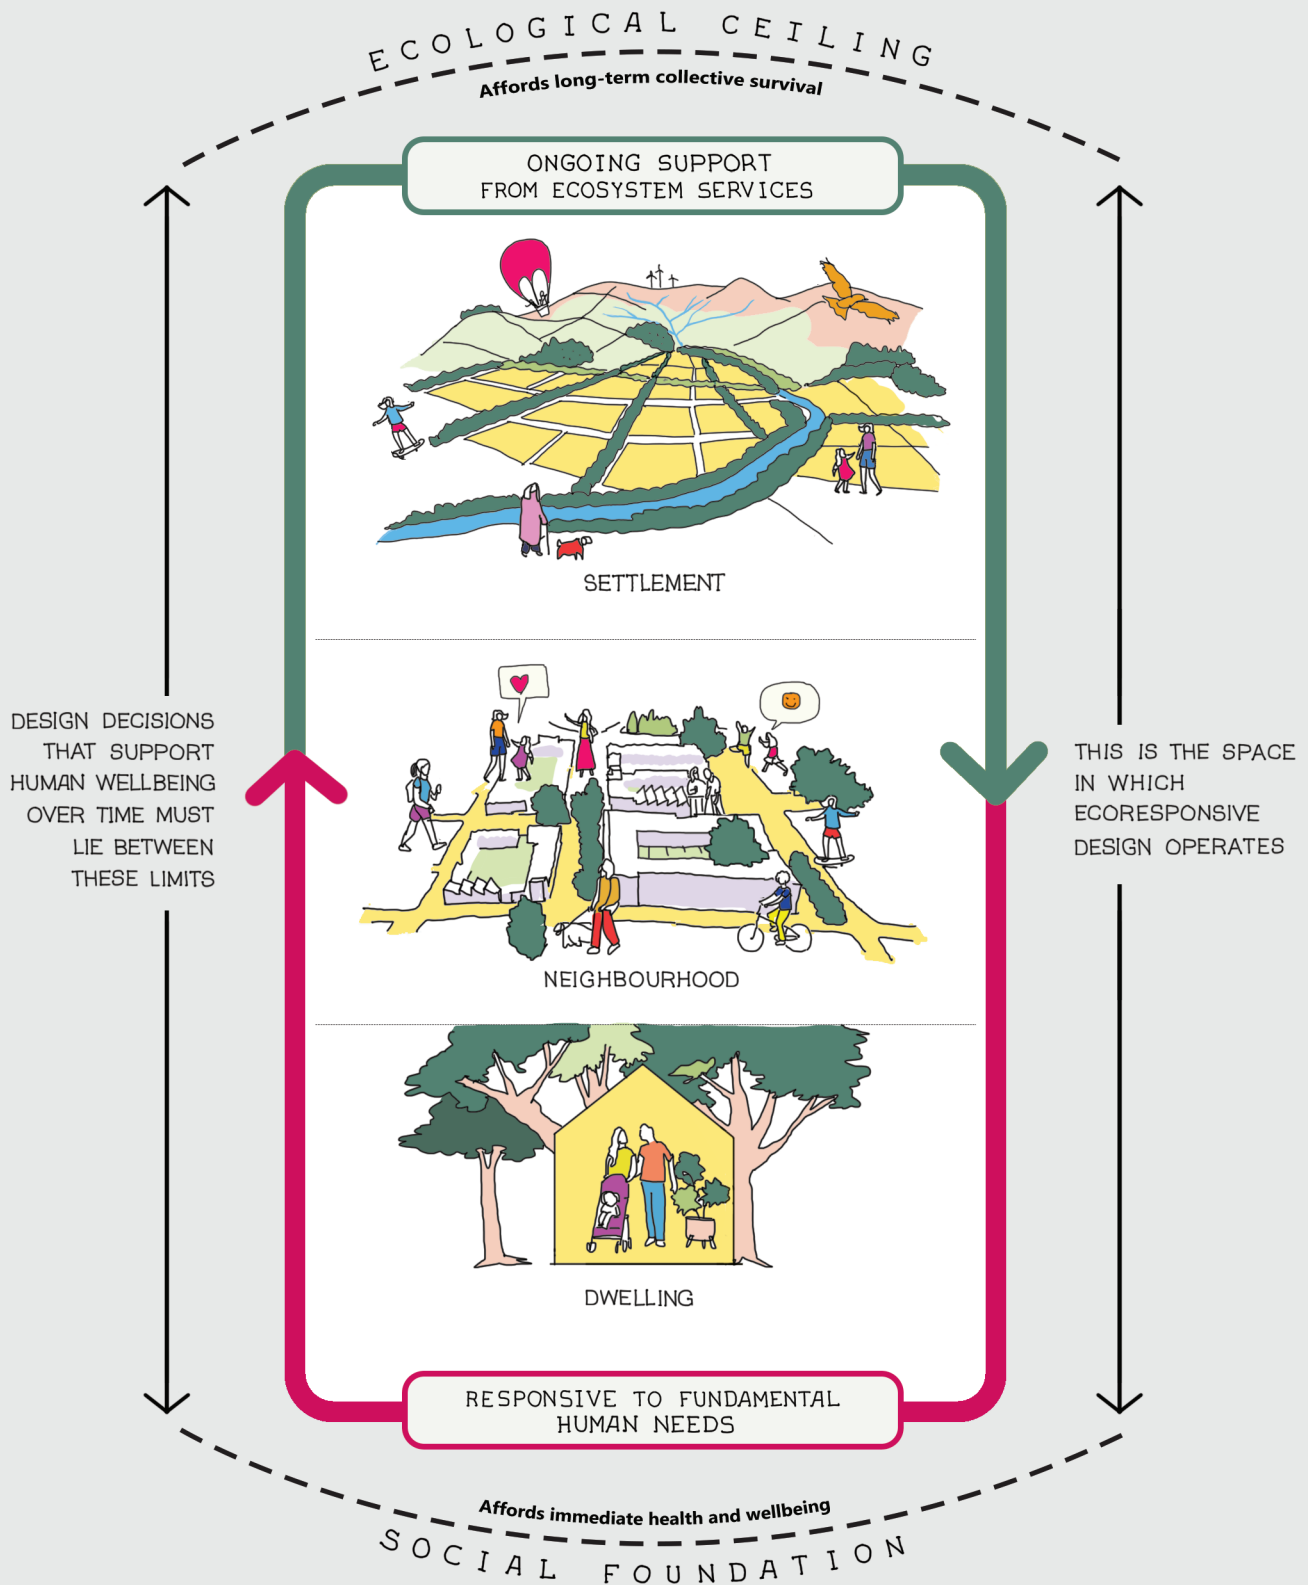 ECOLOGICAL CEILING
Affords long-term collective survival
ONGOING SUPPORT
FROM ECOSYSTEM SERVICES
SETTLEMENT
DESIGN DECISIONS
THAT SUPPORT
HUMAN WELLBEING
OVER TIME MUST
LIE BETWEEN
THESE LIMITS
THIS IS THE SPACE
IN WHICH
ECORESPONSIVE
DESIGN OPERATES
NEIGHBOURHOOD
DWELLING
RESPONSIVE TO FUNDAMENTAL
HUMAN NEEDS
Affords immediate health and wellbeing
SOCIAL FOUNDATION